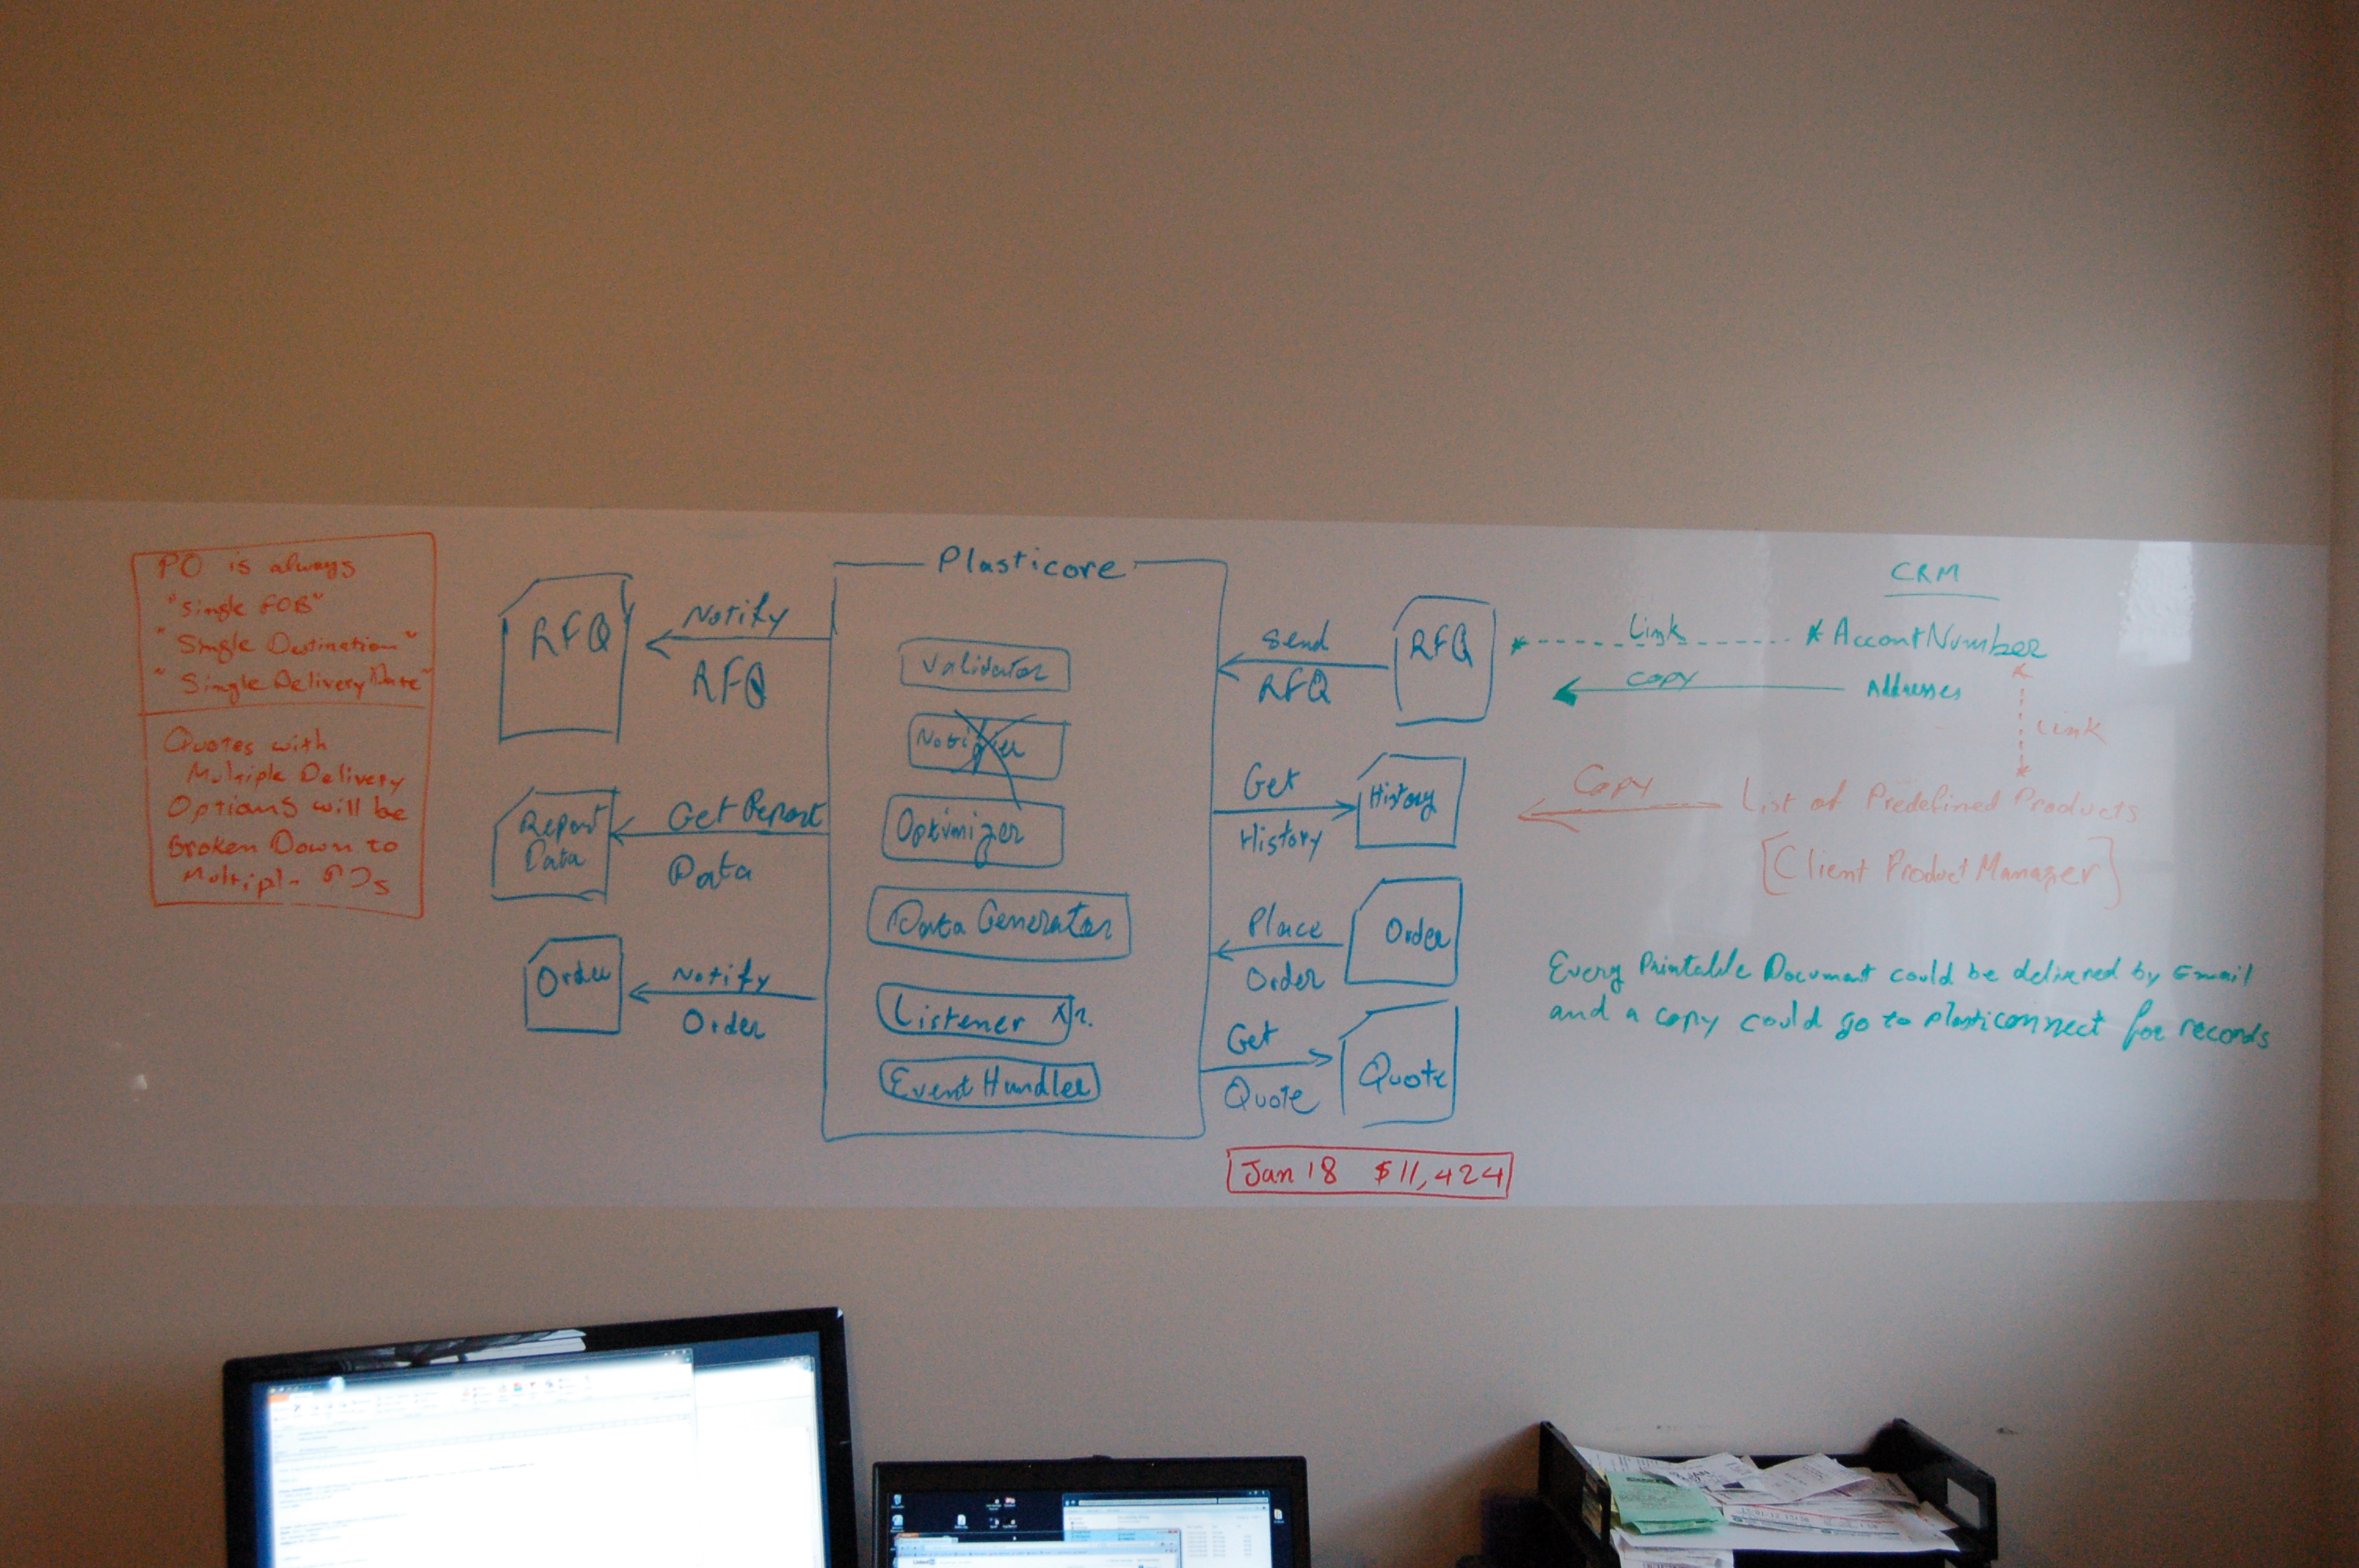 PO is always
"Single FOB"
"Single Destination"
"Single Delivery Date"
Quotes with
Multiple Delivery
Options will be
Broken Down to
Multiple POs
RFQ
Notify
RFQ
Report
Data
Get Report
Data
Order
Notify
Order
Plasticore
Validator
Notifier
Optimizer
Data Generator
Listener
Event Handler
Send
RFQ
RFQ
Get
History
History
Place
Order
Order
Get
Quote
Quote
Jan 18 $11,424
CRM
Link
* AccontNumber
Copy
Addresses
Link
Copy
List of Predefined Products
[Client Product Manager]
Every Printable Document could be delivered by Email
and a copy could go to plasticonnect for records